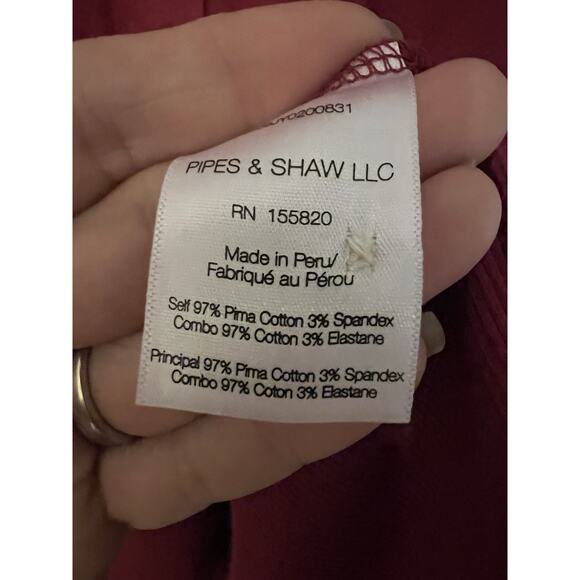 0200831
PIPES & SHAW LLC
RN 155820
Made in Peru/
Fabriqué au Pérou
Self 97% Pima Cotton 3% Spandex
Combo 97% Cotton 3% Elastane
Principal 97% Pima Cotton 3% Spandex
Combo 97% Coton 3% Elastane